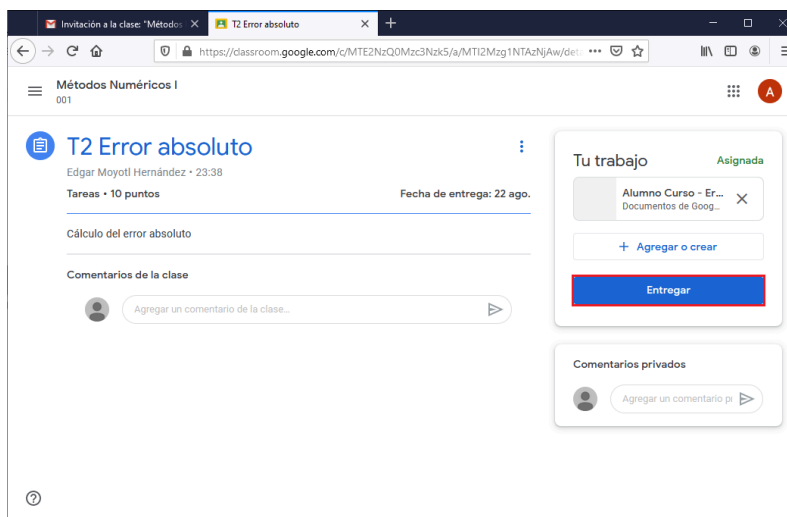 Invitación a la clase: "Métodos
T2 Error absoluto
https://classroom.google.com/c/MTE2NzQ0Mzc3Nzk5/a/MTI2Mzg1NTAzNjAw/det
Métodos Numéricos I
001
A
T2 Error absoluto
Edgar Moyotl Hernández • 23:38
Tareas • 10 puntos
Fecha de entrega: 22 ago.
Cálculo del error absoluto
Comentarios de la clase
Agregar un comentario de la clase...
Tu trabajo
Asignada
Alumno Curso - Er...
Documentos de Goog...
+ Agregar o crear
Entregar
Comentarios privados
Agregar un comentario pr